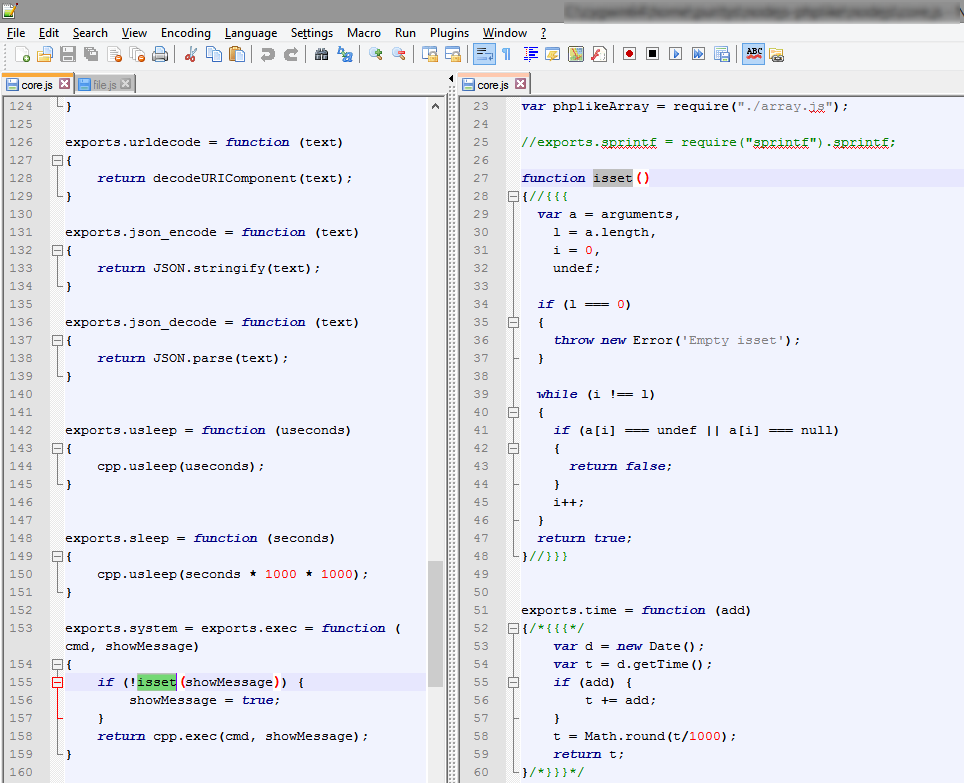 File Edit Search View Encoding Language Settings Macro Run Plugins Window ?
ABC
core.js file.js
124 }
125
126 exports.urldecode = function (text)
127 {
128 return decodeURIComponent(text);
129 }
130
131 exports.json_encode = function (text)
132 {
133 return JSON.stringify(text);
134 }
135
136 exports.json_decode = function (text)
137 {
138 return JSON.parse(text);
139 }
140
141
142 exports.usleep = function (useconds)
143 {
144 cpp.usleep(useconds);
145 }
146
147
148 exports.sleep = function (seconds)
149 {
150 cpp.usleep(seconds * 1000 * 1000);
151 }
152
153 exports.system = exports.exec = function (
cmd, showMessage)
154 {
155 if (!isset(showMessage)) {
156 showMessage = true;
157 }
158 return cpp.exec(cmd, showMessage);
159 }
160
core.js
23 var phplikeArray = require("./array.js");
24
25 //exports.sprintf = require("sprintf").sprintf;
26
27 function isset()
28 {//{{{
29 var a = arguments,
30 l = a.length,
31 i = 0,
32 undef;
33
34 if (l === 0)
35 {
36 throw new Error('Empty isset');
37 }
38
39 while (i !== l)
40 {
41 if (a[i] === undef || a[i] === null)
42 {
43 return false;
44 }
45 i++;
46 }
47 return true;
48 }//}}}
49
50
51 exports.time = function (add)
52 {/*{{{*/
53 var d = new Date();
54 var t = d.getTime();
55 if (add) {
56 t += add;
57 }
58 t = Math.round(t/1000);
59 return t;
60 }/*}}}*/